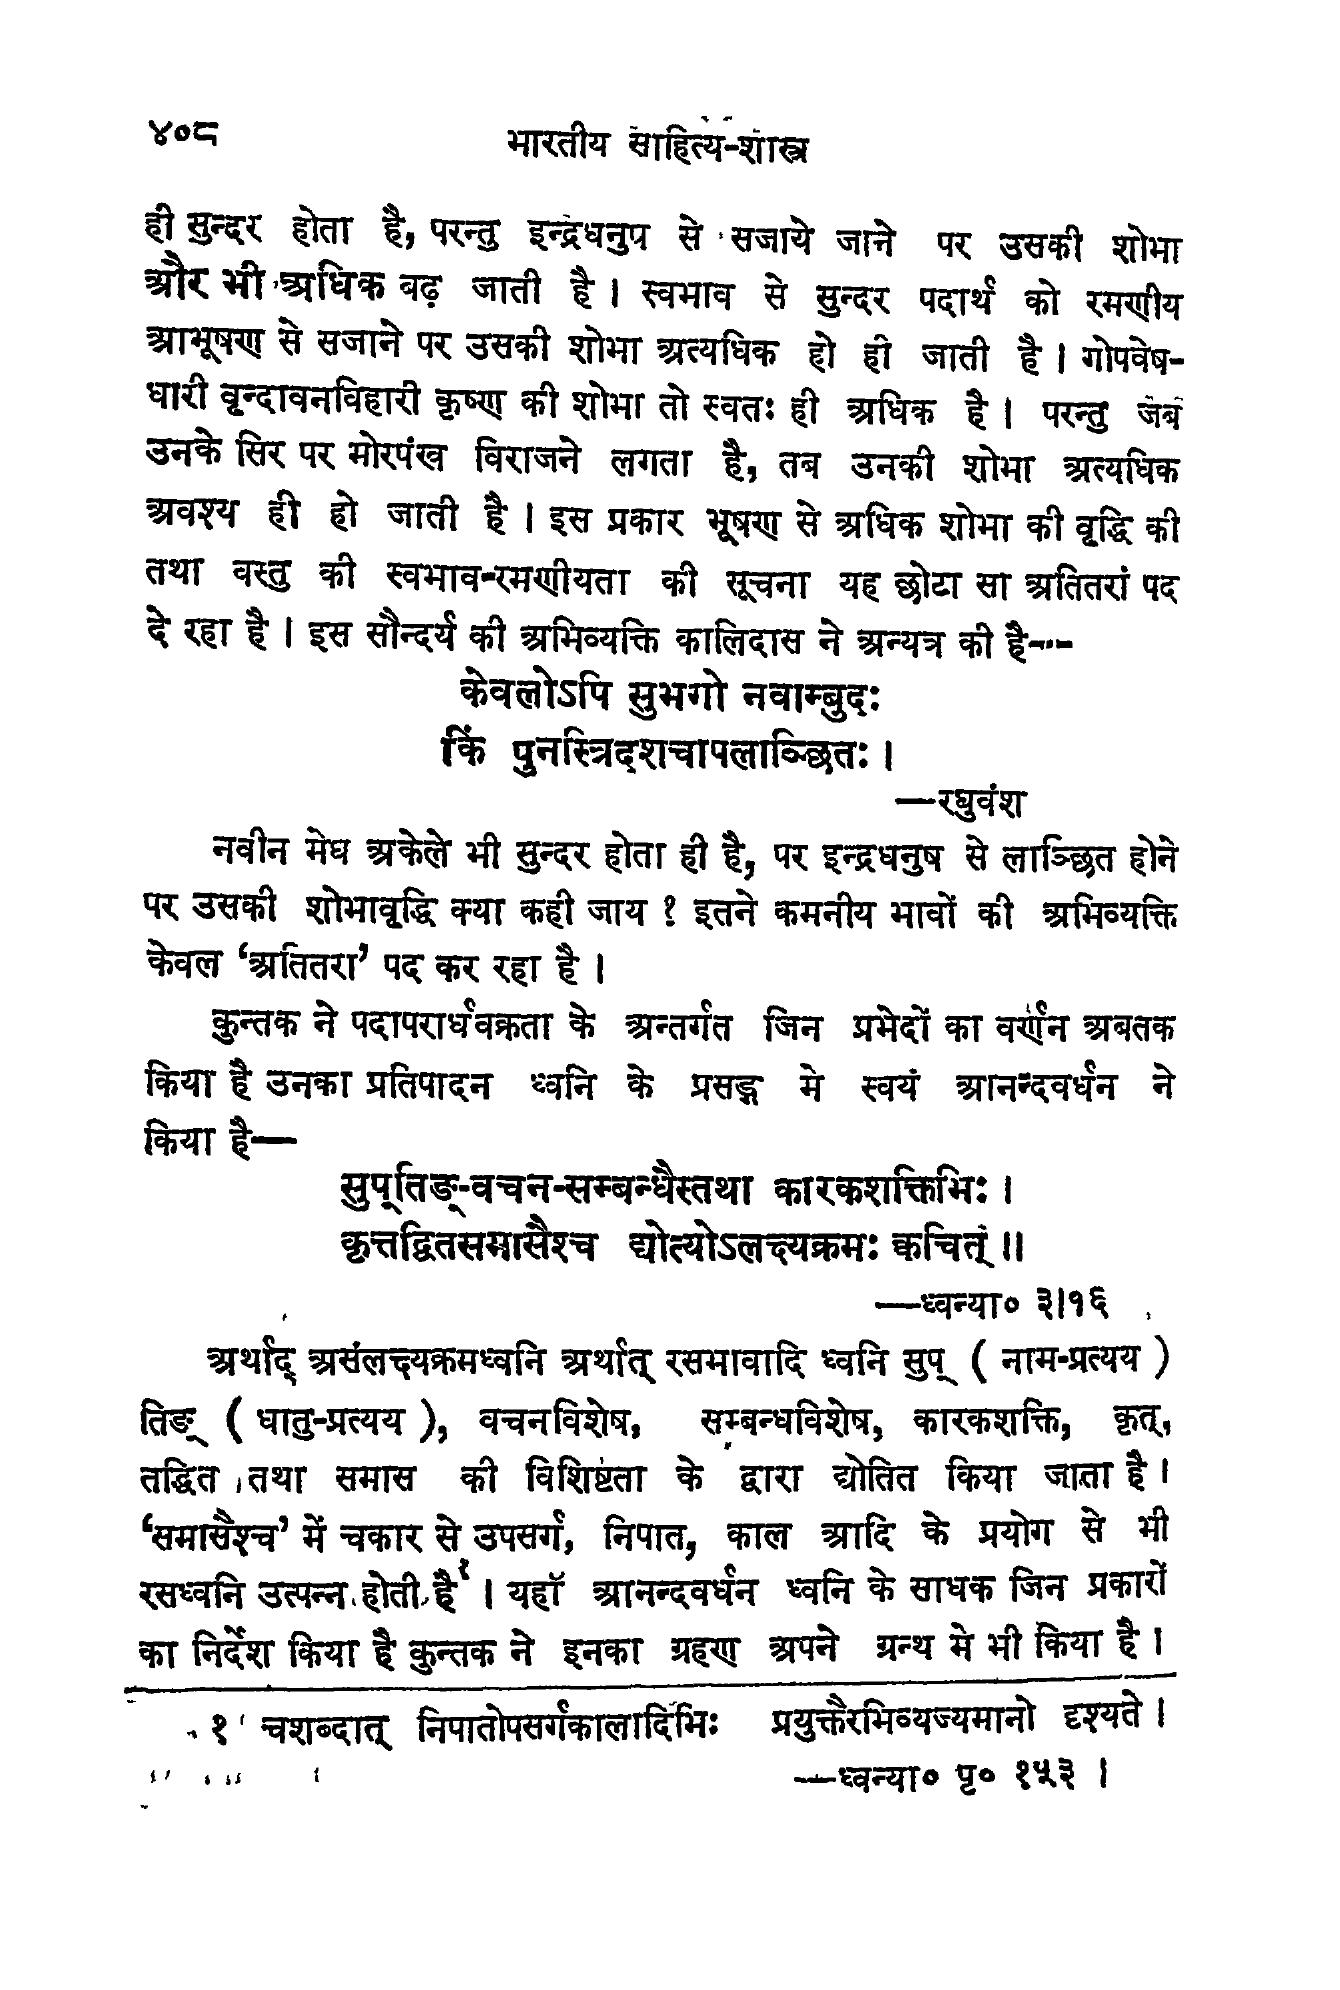 ४०८
भारतीय साहित्य-शास्त्र
ही सुन्दर होता है, परन्तु इन्द्रधनुप से सजाये जाने पर उसकी शोभा
और भी अधिक बढ़ जाती है । स्वभाव से सुन्दर पदार्थ को रमणीय
आभूषण से सजाने पर उसकी शोभा अत्यधिक हो ही जाती है । गोपवेष-
धारी वृन्दावनविहारी कृष्ण की शोभा तो स्वतः ही अधिक है । परन्तु जब
उनके सिर पर मोरपंख विराजने लगता है, तब उनकी शोभा अत्यधिक
अवश्य ही हो जाती है । इस प्रकार भूषण से अधिक शोभा की वृद्धि की
तथा वस्तु की स्वभाव-रमणीयता की सूचना यह छोटा सा अतितरां पद
दे रहा है । इस सौन्दर्य की अभिव्यक्ति कालिदास ने अन्यत्र की है—
केवलोऽपि सुभगो नवाम्बुदः
किं पुनस्त्रिदशचापलाञ्छितः ।
—रघुवंश
नवीन मेघ अकेले भी सुन्दर होता ही है, पर इन्द्रधनुष से लाञ्छित होने
पर उसकी शोभावृद्धि क्या कही जाय ? इतने कमनीय भावों की अभिव्यक्ति
केवल ‘अतितरा’ पद कर रहा है ।
कुन्तक ने पदापरार्धवक्रता के अन्तर्गत जिन प्रभेदों का वर्णन अबतक
किया है उनका प्रतिपादन ध्वनि के प्रसङ्ग मे स्वयं आनन्दवर्धन ने
किया है—
सुप्तिङ्-वचन-सम्बन्धैस्तथा कारकशक्तिभिः ।
कृत्तद्धितसमासैश्च द्योत्योऽलक्ष्यक्रमः क्वचित् ॥
—ध्वन्या० ३।१६
अर्थाद् असंलक्ष्यक्रमध्वनि अर्थात् रसभावादि ध्वनि सुप् ( नाम-प्रत्यय )
तिङ् ( धातु-प्रत्यय ), वचनविशेष, सम्बन्धविशेष, कारकशक्ति, कृत्,
तद्धित तथा समास की विशिष्टता के द्वारा द्योतित किया जाता है ।
‘समासैश्च’ में चकार से उपसर्ग, निपात, काल आदि के प्रयोग से भी
रसध्वनि उत्पन्न होती है¹ । यहॉ आनन्दवर्धन ध्वनि के साधक जिन प्रकारों
का निर्देश किया है कुन्तक ने इनका ग्रहण अपने ग्रन्थ मे भी किया है ।
१ चशब्दात् निपातोपसर्गकालादिभिः प्रयुक्तैरभिव्यज्यमानो दृश्यते ।
—ध्वन्या० पृ० १५३ ।